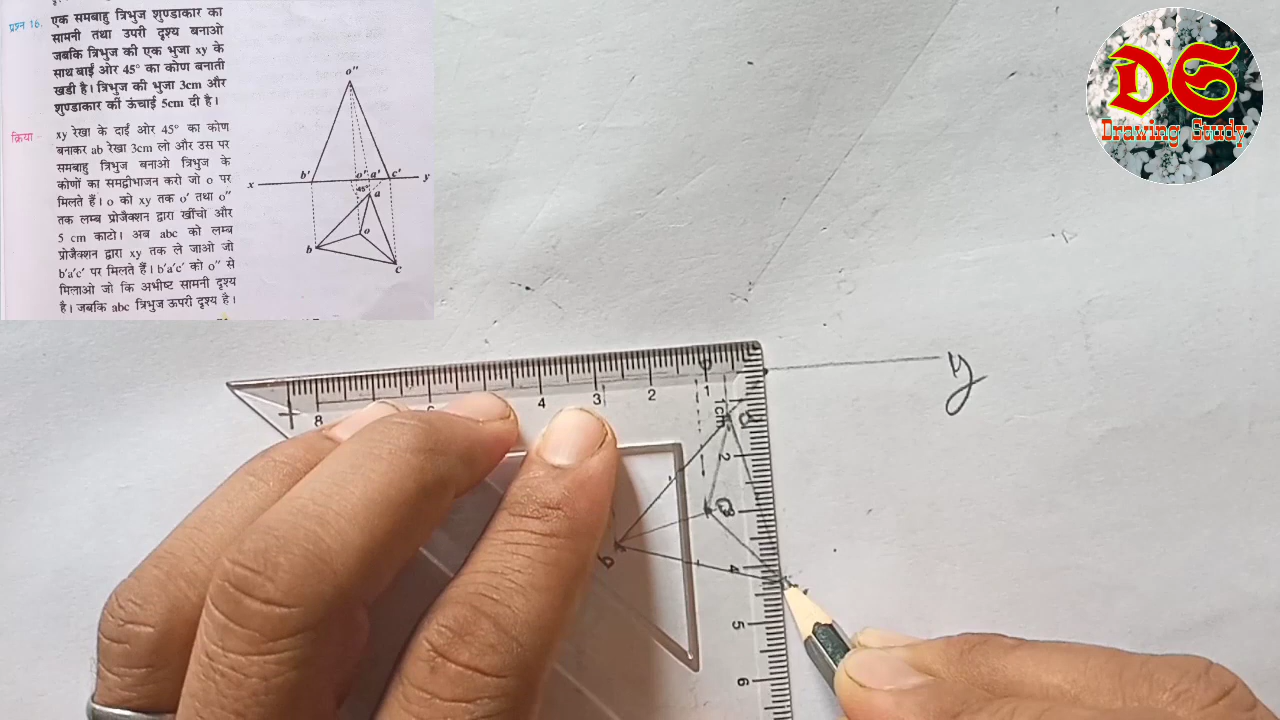 प्रश्न 16. एक समबाहु त्रिभुज शुण्डाकार का
सामनी तथा उपरी दृश्य बनाओ
जबकि त्रिभुज की एक भुजा xy के
साथ बाईं ओर 45° का कोण बनाती
खडी है। त्रिभुज की भुजा 3cm और
शुण्डाकार की ऊंचाई 5cm दी है।
क्रिया - xy रेखा के दाईं ओर 45° का कोण
बनाकर ab रेखा 3cm लो और उस पर
समबाहु त्रिभुज बनाओ त्रिभुज के
कोणों का समद्वीभाजन करो जो o पर
मिलते हैं। o को xy तक o' तथा o"
तक लम्ब प्रोजैक्शन द्वारा खींचो और
5 cm काटो। अब abc को लम्ब
प्रोजैक्शन द्वारा xy तक ले जाओ जो
b'a'c' पर मिलते हैं। b'a'c' को o" से
मिलाओ जो कि अभीष्ट सामनी दृश्य
है। जबकि abc त्रिभुज ऊपरी दृश्य है।
o"
b' o" a' c'
x y
45°
a
o
b
c
DS
Drawing Study
y
8 4 3 2 1
1cm
2
4
5
6
b